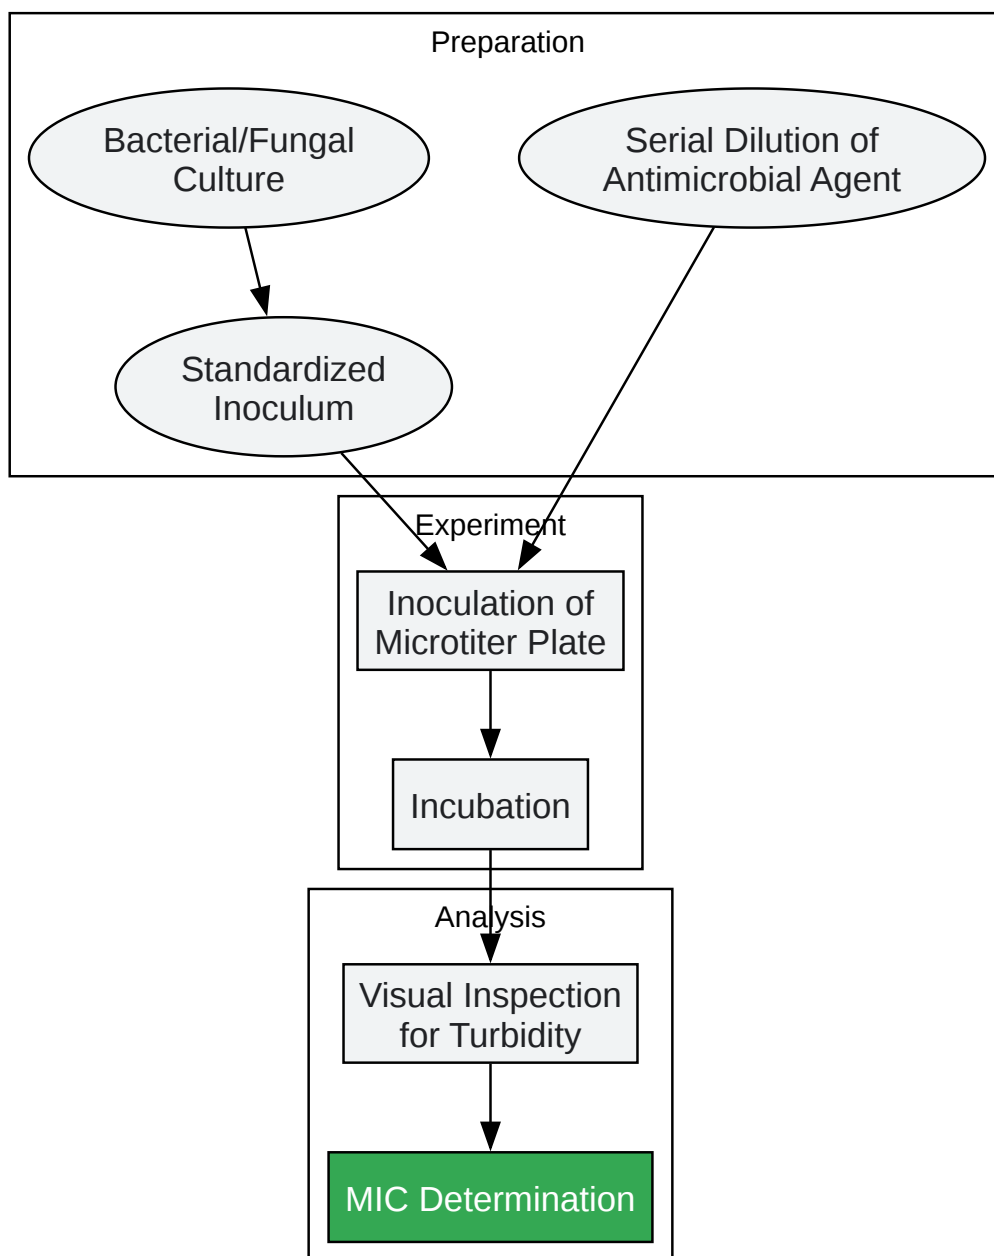 Preparation
Bacterial/Fungal
Culture
Serial Dilution of
Antimicrobial Agent
Standardized
Inoculum
Experiment
Inoculation of
Microtiter Plate
Incubation
Analysis
Visual Inspection
for Turbidity
MIC Determination